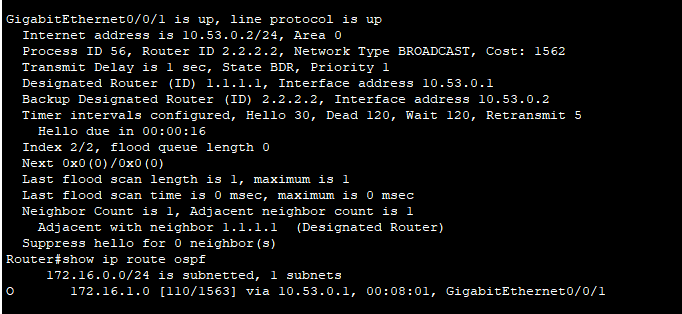 GigabitEthernet0/0/1 is up, line protocol is up
  Internet address is 10.53.0.2/24, Area 0
  Process ID 56, Router ID 2.2.2.2, Network Type BROADCAST, Cost: 1562
  Transmit Delay is 1 sec, State BDR, Priority 1
  Designated Router (ID) 1.1.1.1, Interface address 10.53.0.1
  Backup Designated Router (ID) 2.2.2.2, Interface address 10.53.0.2
  Timer intervals configured, Hello 30, Dead 120, Wait 120, Retransmit 5
    Hello due in 00:00:16
  Index 2/2, flood queue length 0
  Next 0x0(0)/0x0(0)
  Last flood scan length is 1, maximum is 1
  Last flood scan time is 0 msec, maximum is 0 msec
  Neighbor Count is 1, Adjacent neighbor count is 1
    Adjacent with neighbor 1.1.1.1  (Designated Router)
  Suppress hello for 0 neighbor(s)
Router#show ip route ospf
     172.16.0.0/24 is subnetted, 1 subnets
O       172.16.1.0 [110/1563] via 10.53.0.1, 00:08:01, GigabitEthernet0/0/1